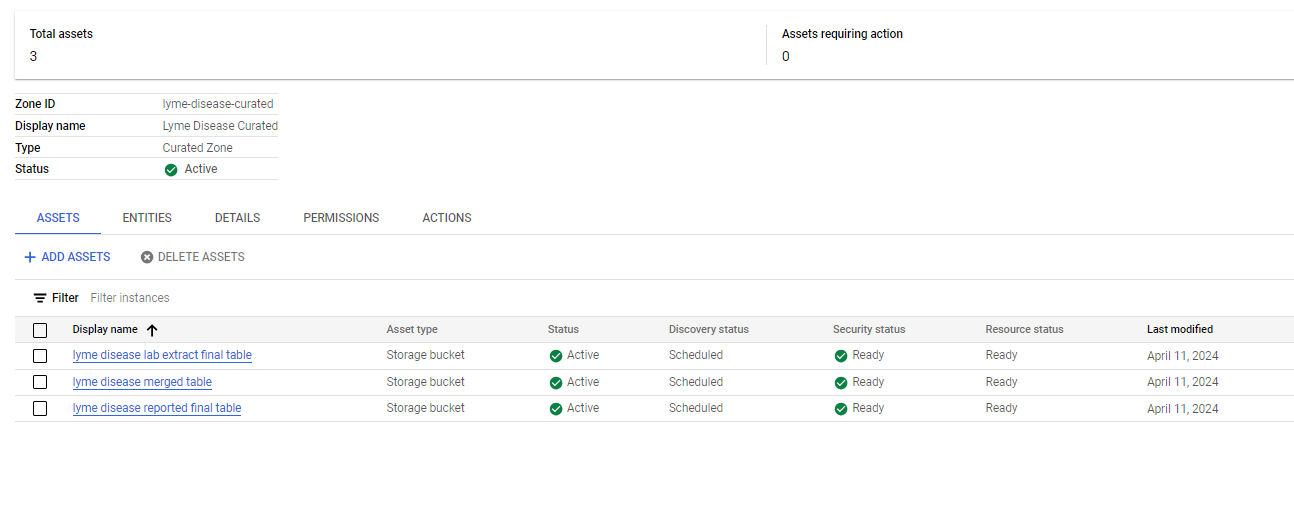 Total assets Assets requiring action
3 0
Zone ID lyme-disease-curated
Display name Lyme Disease Curated
Type Curated Zone
Status Active
ASSETS ENTITIES DETAILS PERMISSIONS ACTIONS
ADD ASSETS DELETE ASSETS
Filter Filter instances
Display name Asset type Status Discovery status Security status Resource status Last modified
lyme disease lab extract final table Storage bucket Active Scheduled Ready Ready April 11, 2024
lyme disease merged table Storage bucket Active Scheduled Ready Ready April 11, 2024
lyme disease reported final table Storage bucket Active Scheduled Ready Ready April 11, 2024